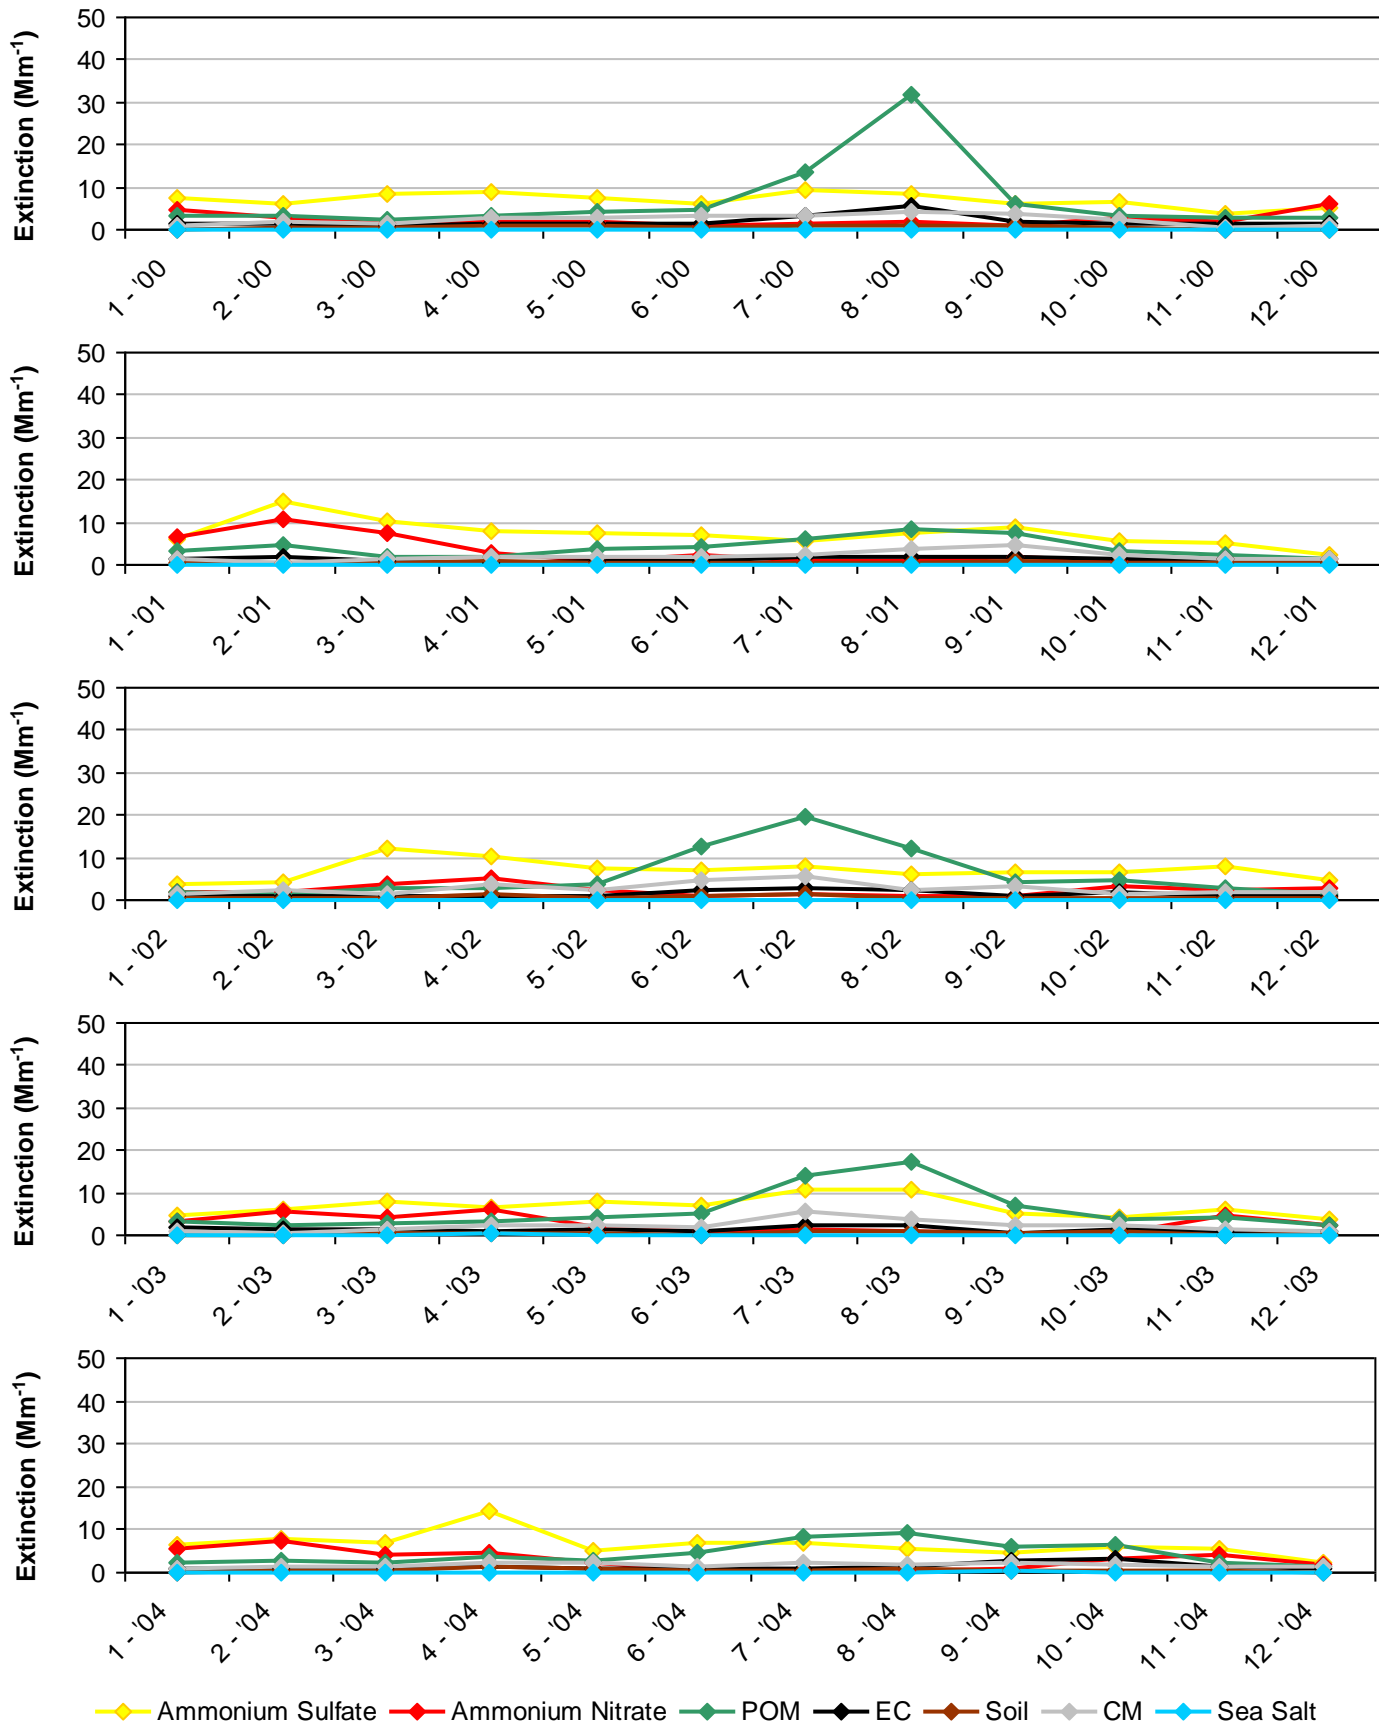 Extinction (Mm-1)
50
40
30
20
10
0
1 - '00 2 - '00 3 - '00 4 - '00 5 - '00 6 - '00 7 - '00 8 - '00 9 - '00 10 - '00 11 - '00 12 - '00
Extinction (Mm-1)
50
40
30
20
10
0
1 - '01 2 - '01 3 - '01 4 - '01 5 - '01 6 - '01 7 - '01 8 - '01 9 - '01 10 - '01 11 - '01 12 - '01
Extinction (Mm-1)
50
40
30
20
10
0
1 - '02 2 - '02 3 - '02 4 - '02 5 - '02 6 - '02 7 - '02 8 - '02 9 - '02 10 - '02 11 - '02 12 - '02
Extinction (Mm-1)
50
40
30
20
10
0
1 - '03 2 - '03 3 - '03 4 - '03 5 - '03 6 - '03 7 - '03 8 - '03 9 - '03 10 - '03 11 - '03 12 - '03
Extinction (Mm-1)
50
40
30
20
10
0
1 - '04 2 - '04 3 - '04 4 - '04 5 - '04 6 - '04 7 - '04 8 - '04 9 - '04 10 - '04 11 - '04 12 - '04
Ammonium Sulfate Ammonium Nitrate POM EC Soil CM Sea Salt